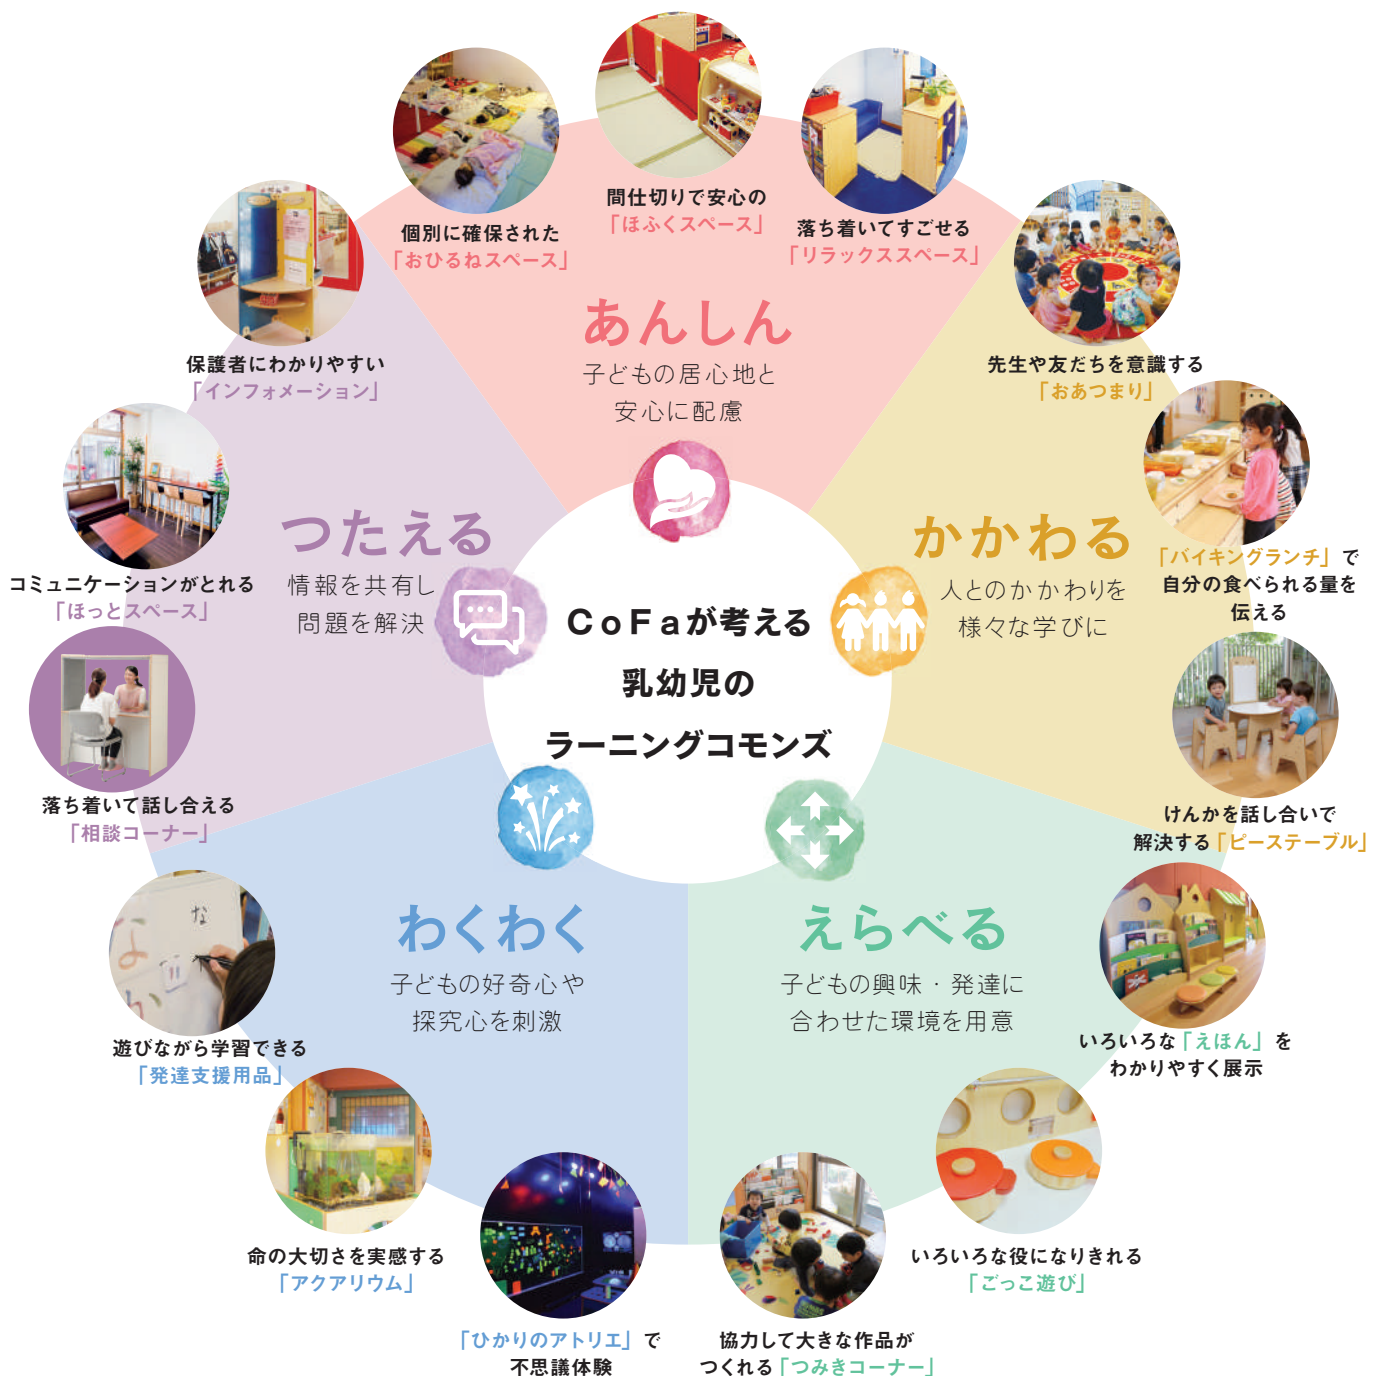 CoFaが考える
乳幼児の
ラーニングコモンズ
あんしん
子どもの居心地と
安心に配慮
個別に確保された
「おひるねスペース」
間仕切りで安心の
「ほふくスペース」
落ち着いてすごせる
「リラックススペース」
かかわる
人とのかかわりを
様々な学びに
先生や友だちを意識する
「おあつまり」
「バイキングランチ」で
自分の食べられる量を
伝える
けんかを話し合いで
解決する「ピーステーブル」
えらべる
子どもの興味・発達に
合わせた環境を用意
いろいろな「えほん」を
わかりやすく展示
いろいろな役になりきれる
「ごっこ遊び」
協力して大きな作品が
つくれる「つみきコーナー」
わくわく
子どもの好奇心や
探究心を刺激
「ひかりのアトリエ」で
不思議体験
命の大切さを実感する
「アクアリウム」
遊びながら学習できる
「発達支援用品」
な
つたえる
情報を共有し
問題を解決
落ち着いて話し合える
「相談コーナー」
コミュニケーションがとれる
「ほっとスペース」
保護者にわかりやすい
「インフォメーション」